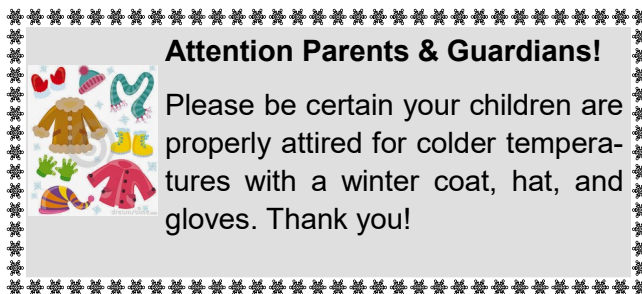 Attention Parents & Guardians!
Please be certain your children are
properly attired for colder tempera-
tures with a winter coat, hat, and
gloves. Thank you!